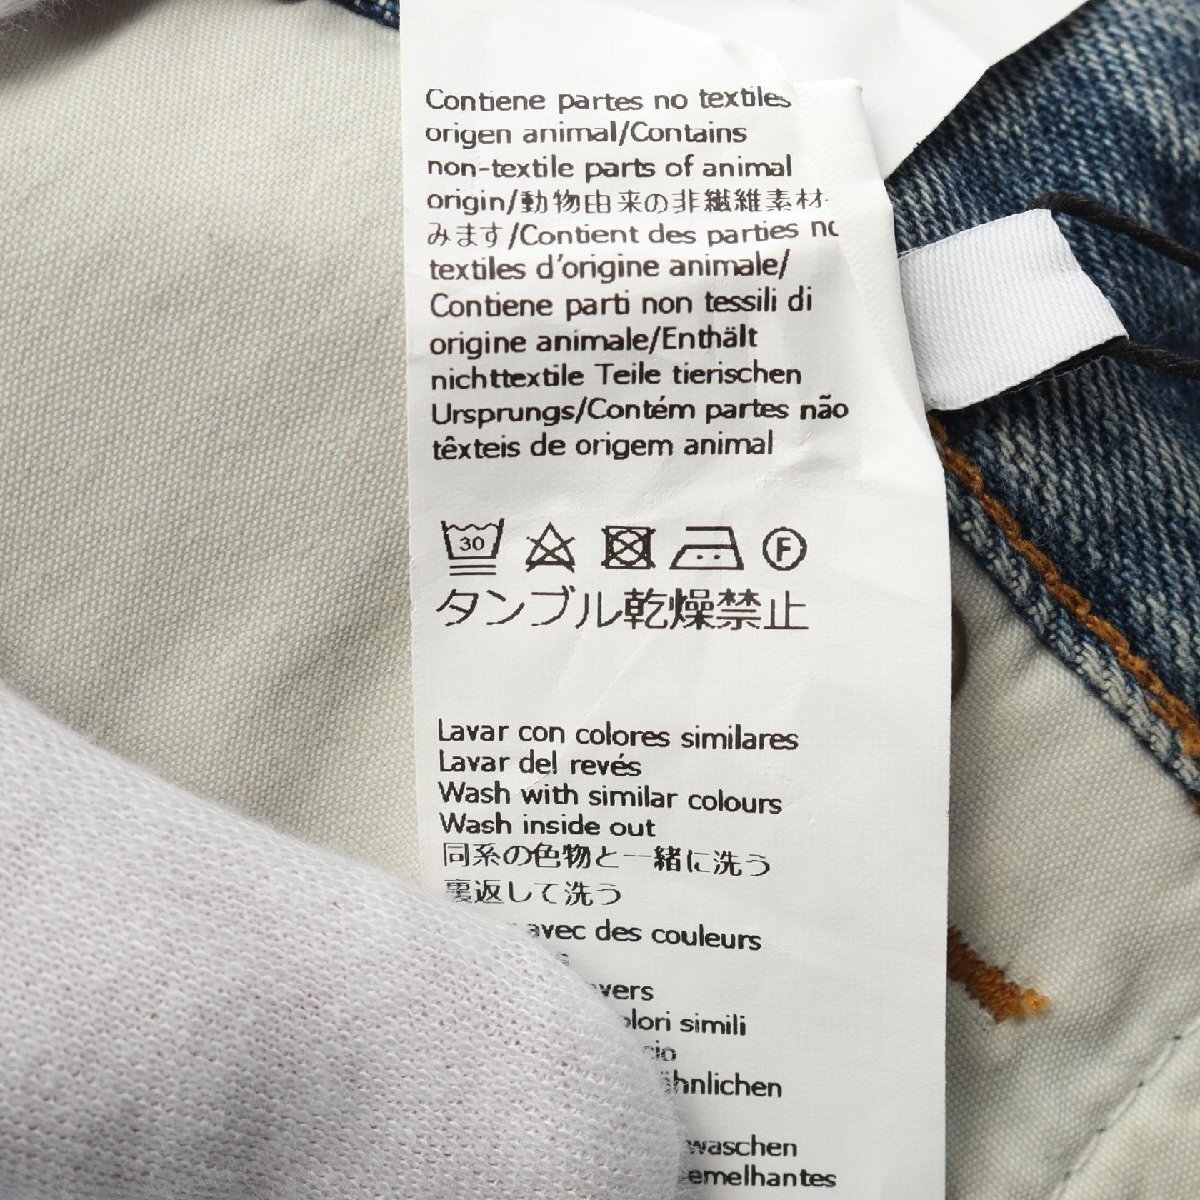 Contiene partes no textiles
origen animal/Contains
non-textile parts of animal
origin/動物由来の非繊維素材
みます/Contient des parties
textiles d'origine animale/
Contiene parti non tessili di
origine animale/Enthält
nichttextile Teile tierischen
Ursprungs/Contém partes não
têxteis de origem animal
30
F
タンブル乾燥禁止
Lavar con colores similares
Lavar del revés
Wash with similar colours
Wash inside out
同系の色物と一緒に洗う
裏返して洗う
avec des couleurs
simili
ähnlichen
waschen